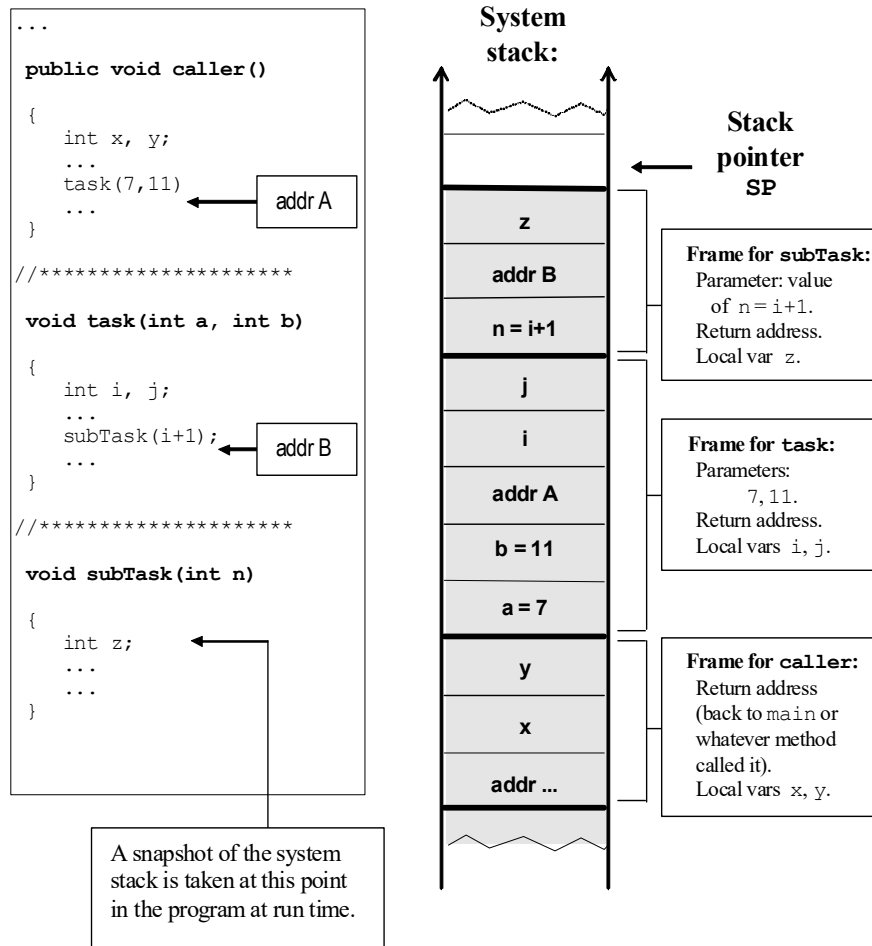 ...
public void caller()
{
int x, y;
...
task(7,11)
...
}
addr A
//*********************
void task(int a, int b)
{
int i, j;
...
subTask(i+1);
...
}
addr B
//*********************
void subTask(int n)
{
int z;
...
...
}
A snapshot of the system
stack is taken at this point
in the program at run time.
System
stack:
Stack
pointer
SP
z
addr B
n = i+1
j
i
addr A
b = 11
a = 7
y
x
addr ...
Frame for subTask:
Parameter: value
of n = i+1.
Return address.
Local var z.
Frame for task:
Parameters:
7, 11.
Return address.
Local vars i, j.
Frame for caller:
Return address
(back to main or
whatever method
called it).
Local vars x, y.